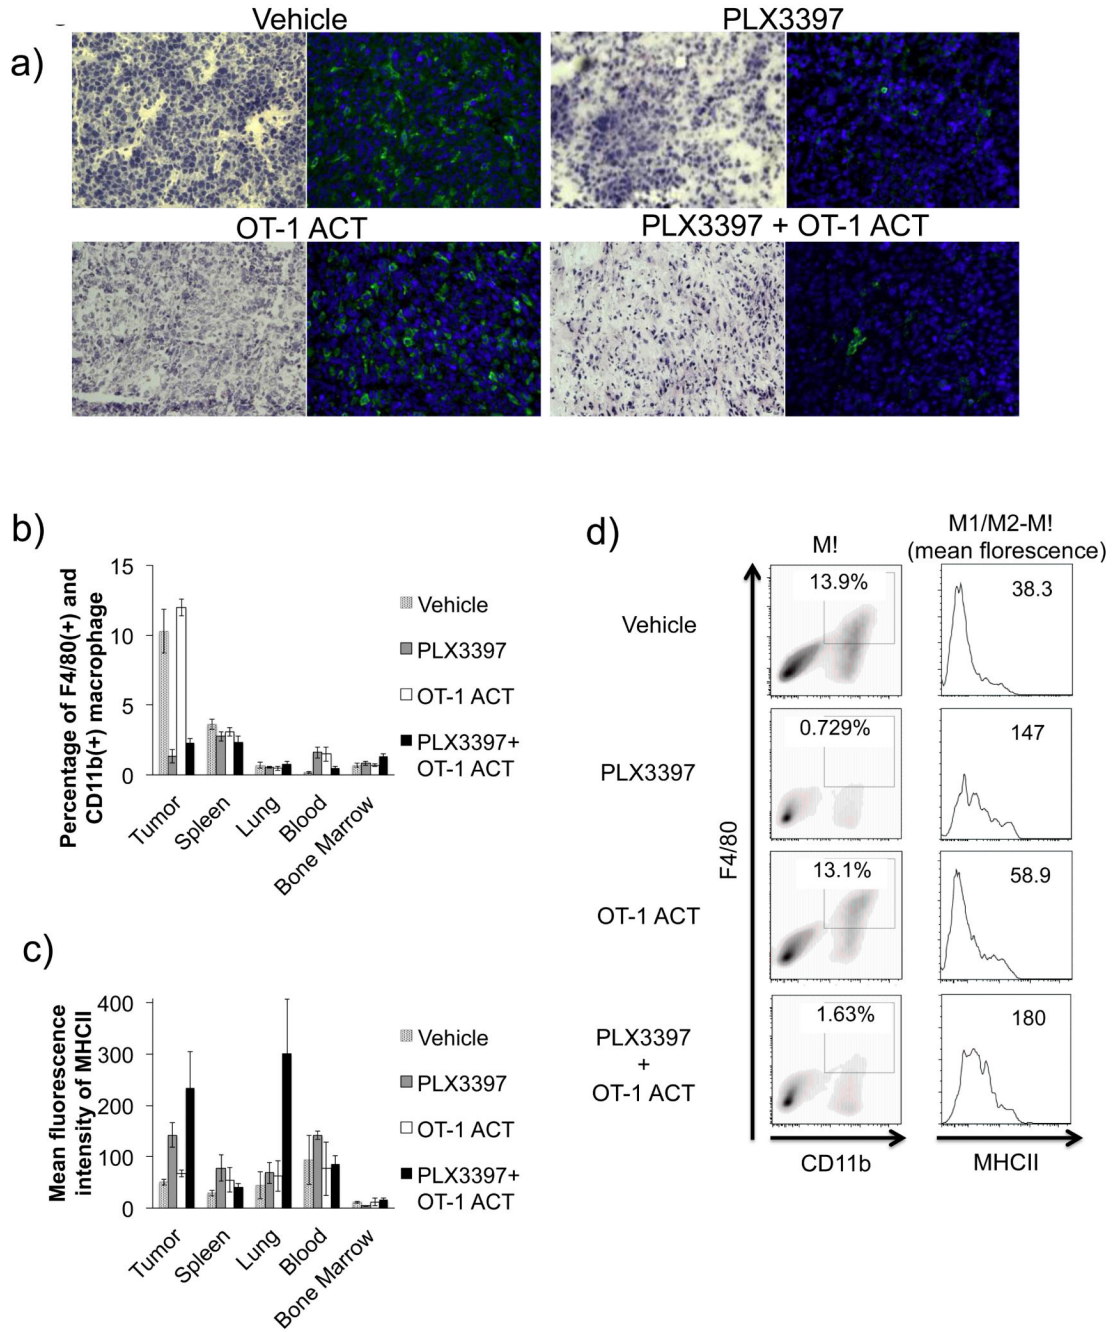 Vehicle
PLX3397
a)
OT-1 ACT
PLX3397 + OT-1 ACT
b)
Percentage of F4/80(+) and
CD11b(+) macrophage
15
10
5
0
Tumor
Spleen
Lung
Blood
Bone Marrow
Vehicle
PLX3397
OT-1 ACT
PLX3397+
OT-1 ACT
c)
Mean fluorescence
intensity of MHCII
400
300
200
100
0
Tumor
Spleen
Lung
Blood
Bone Marrow
Vehicle
PLX3397
OT-1 ACT
PLX3397+
OT-1 ACT
d)
M!
M1/M2-M!
(mean florescence)
Vehicle
13.9%
38.3
PLX3397
0.729%
147
OT-1 ACT
13.1%
58.9
PLX3397
+
OT-1 ACT
1.63%
180
F4/80
CD11b
MHCII